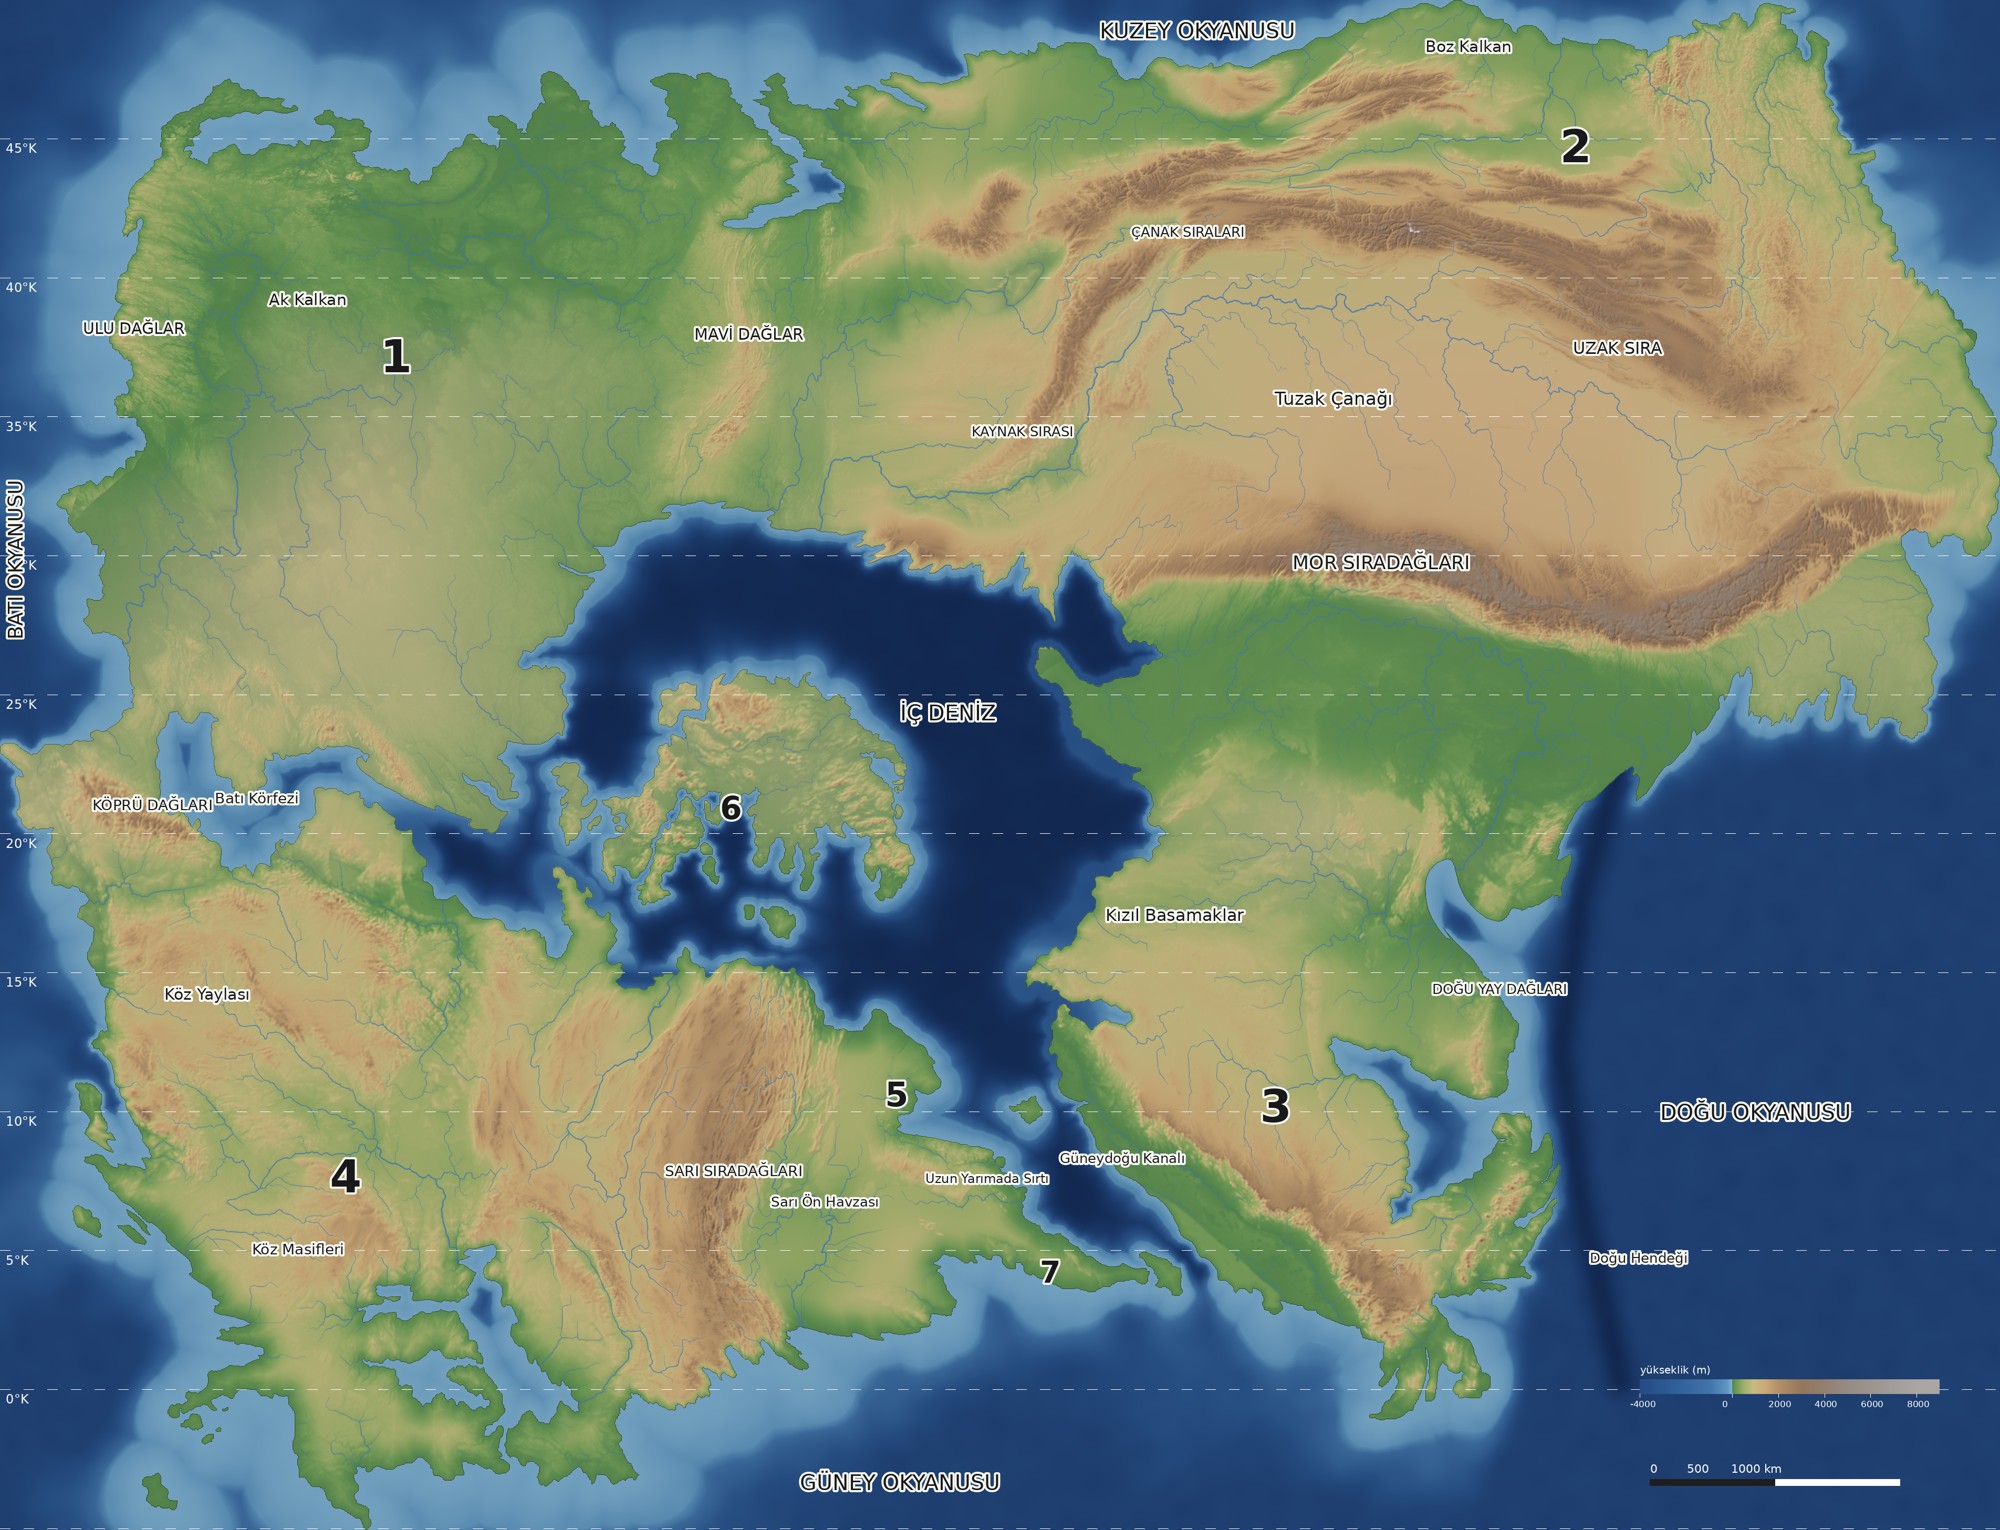 KUZEY OKYANUSU
Boz Kalkan
45°K
2
ÇANAK SIRALARI
40°K
Ak Kalkan
ULU DAĞLAR
MAVİ DAĞLAR
1
UZAK SIRA
Tuzak Çanağı
35°K
KAYNAK SIRASI
BATI OKYANUSU
MOR SIRADAĞLARI
25°K
İÇ DENİZ
KÖPRÜ DAĞLARI
Batı Körfezi
6
20°K
Kızıl Basamaklar
15°K
Köz Yaylası
DOĞU YAY DAĞLARI
5
3
10°K
DOĞU OKYANUSU
Güneydoğu Kanalı
4
SARI SIRADAĞLARI
Uzun Yarımada Sırtı
Sarı Ön Havzası
Köz Masifleri
5°K
7
Doğu Hendeği
yükseklik (m)
-4000 0 2000 4000 6000 8000
0°K
0 500 1000 km
GÜNEY OKYANUSU